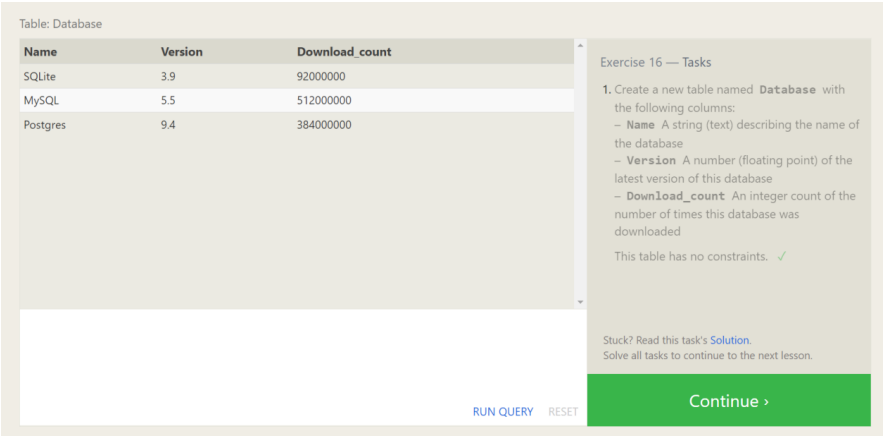 Table: Database
Name Version Download_count
SQLite 3.9 92000000
MySQL 5.5 512000000
Postgres 9.4 384000000
RUN QUERY RESET
Exercise 16 — Tasks
1. Create a new table named Database with
the following columns:
– Name A string (text) describing the name of
the database
– Version A number (floating point) of the
latest version of this database
– Download_count An integer count of the
number of times this database was
downloaded
This table has no constraints. ✓
Stuck? Read this task's Solution.
Solve all tasks to continue to the next lesson.
Continue ›